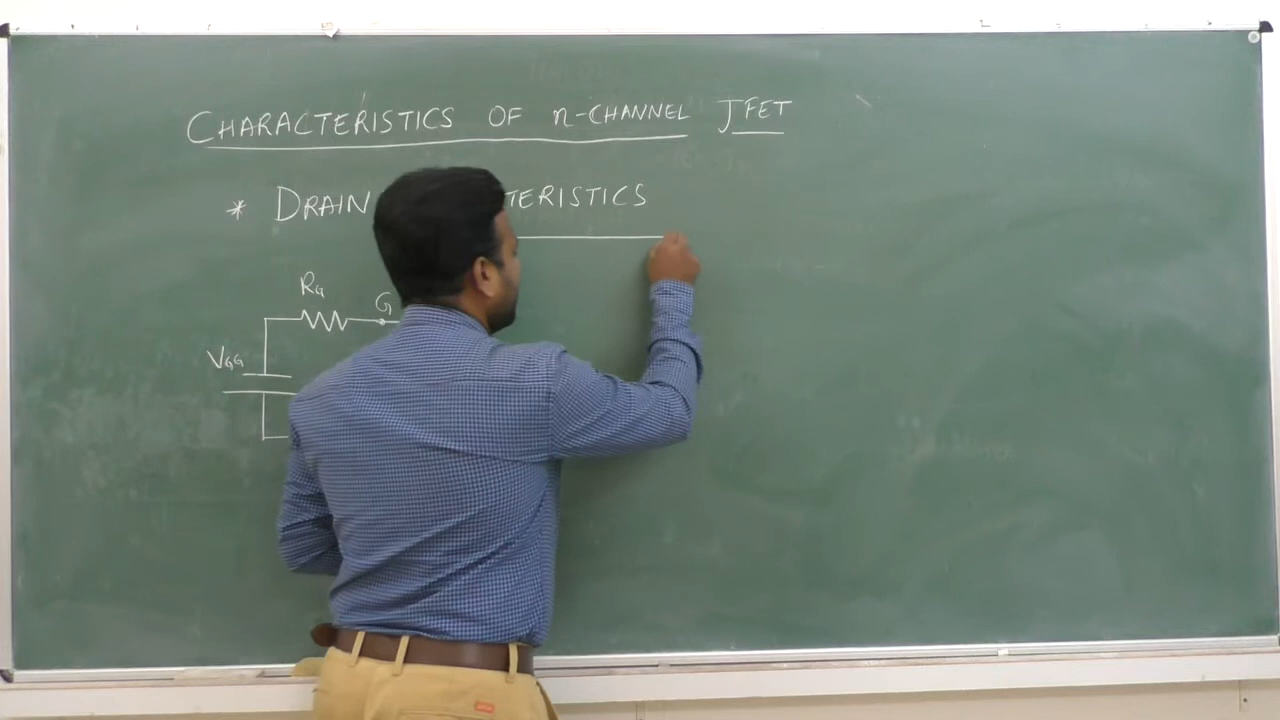 CHARACTERISTICS OF n-CHANNEL JFET
* DRAIN TERISTICS
RG
G
VGG